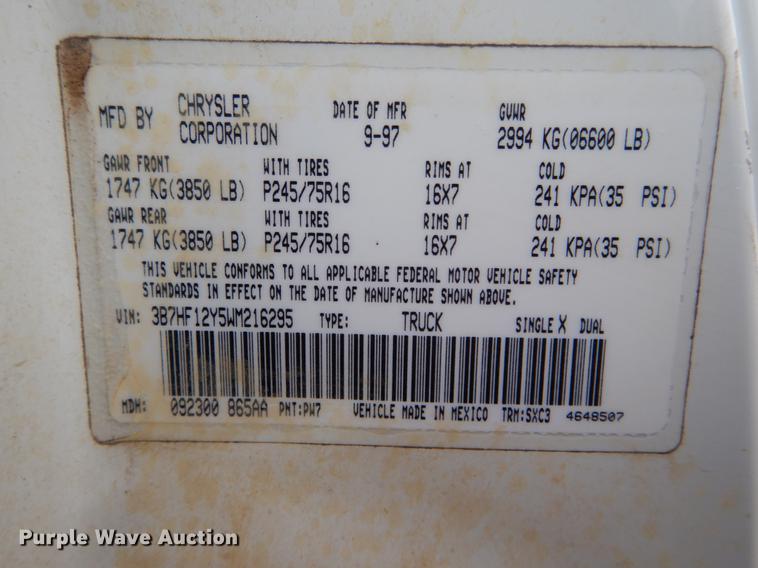 MFD BY CHRYSLER CORPORATION DATE OF MFR 9-97 GVWR 2994 KG(06600 LB)
GAWR FRONT WITH TIRES RIMS AT COLD
1747 KG(3850 LB) P245/75R16 16X7 241 KPA(35 PSI)
GAWR REAR WITH TIRES RIMS AT COLD
1747 KG(3850 LB) P245/75R16 16X7 241 KPA(35 PSI)
THIS VEHICLE CONFORMS TO ALL APPLICABLE FEDERAL MOTOR VEHICLE SAFETY
STANDARDS IN EFFECT ON THE DATE OF MANUFACTURE SHOWN ABOVE.
VIN: 3B7HF12Y5WM216295 TYPE: TRUCK SINGLE X DUAL
MDH: 092300 865AA PNT:PW7 VEHICLE MADE IN MEXICO TRM:SXC3 4648507
Purple Wave Auction